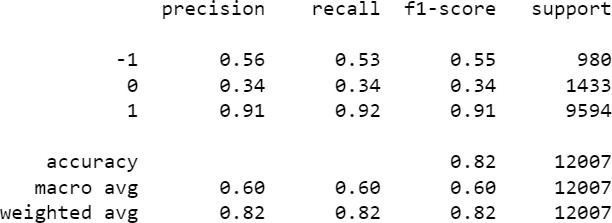 precision recall f1-score support
-1 0.56 0.53 0.55 980
0 0.34 0.34 0.34 1433
1 0.91 0.92 0.91 9594
accuracy 0.82 12007
macro avg 0.60 0.60 0.60 12007
weighted avg 0.82 0.82 0.82 12007